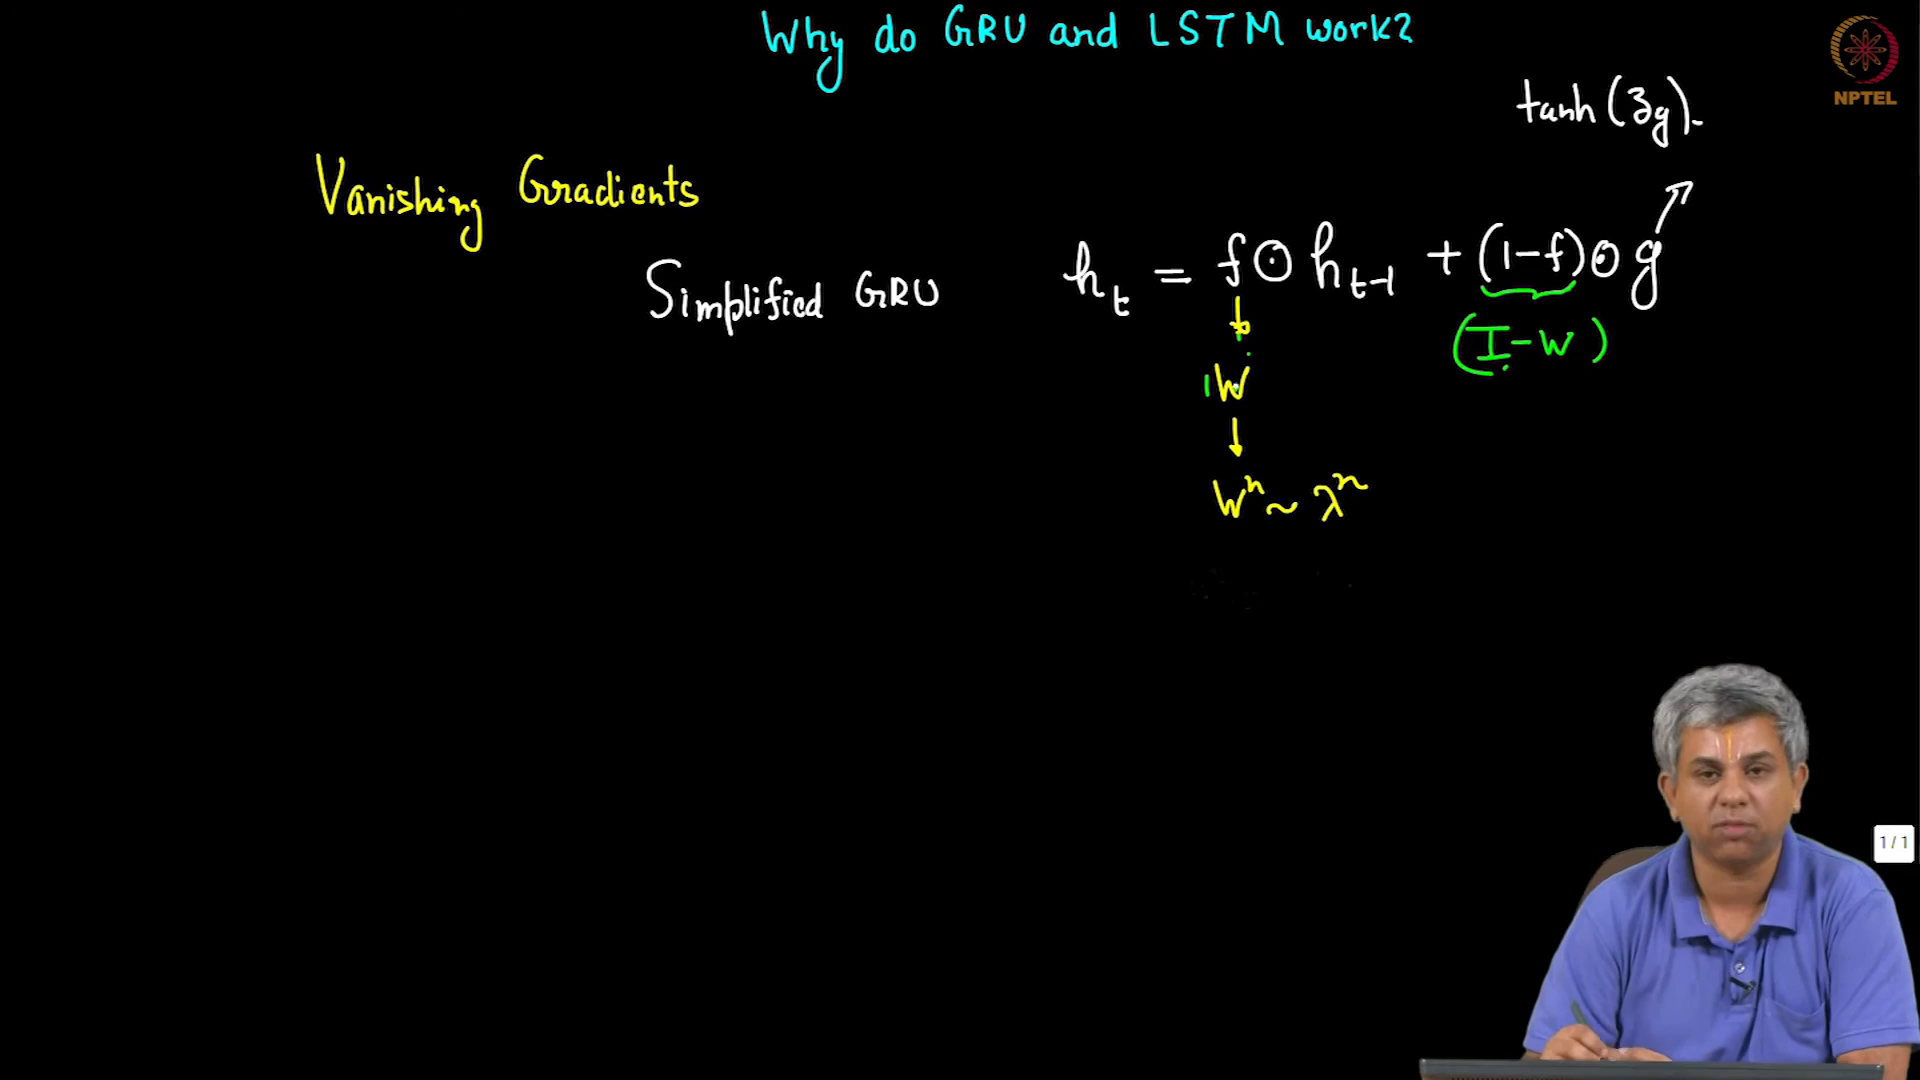 Why do GRU and LSTM work?
NPTEL
tanh(zg)
Vanishing Gradients
Simplified GRU
h_t = f ⊙ h_{t-1} + (1-f) ⊙ g
(I-W)
W
W^n ~ λ^n
1/1